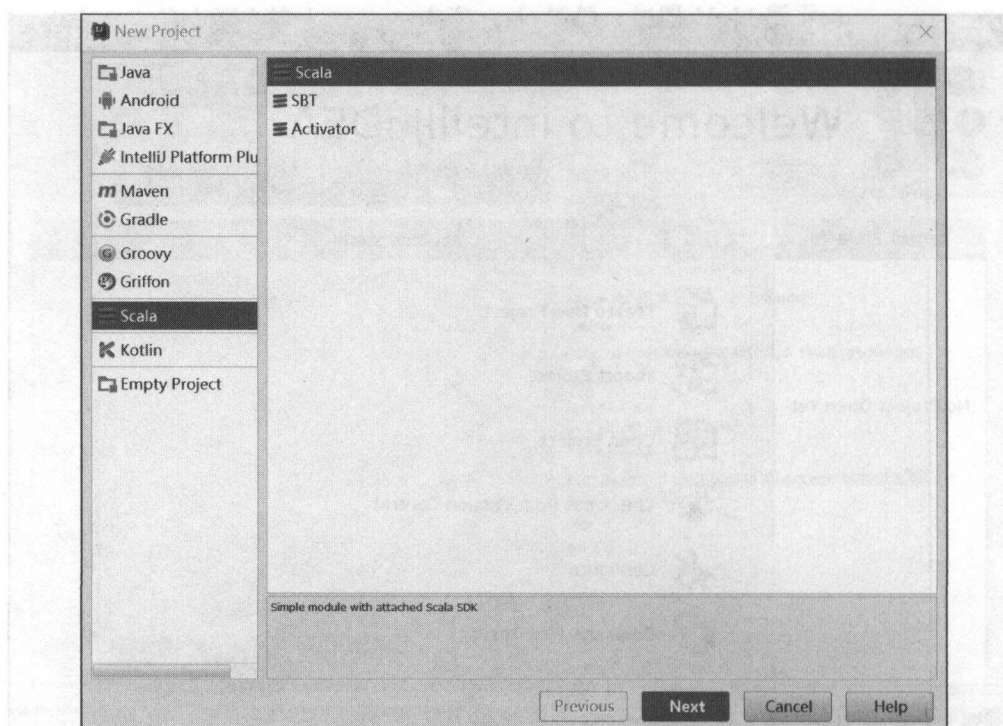 New Project
Java
Android
Java FX
IntelliJ Platform Plu
Maven
Gradle
Groovy
Griffon
Scala
Kotlin
Empty Project
Scala
SBT
Activator
Simple module with attached Scala SDK
Previous
Next
Cancel
Help